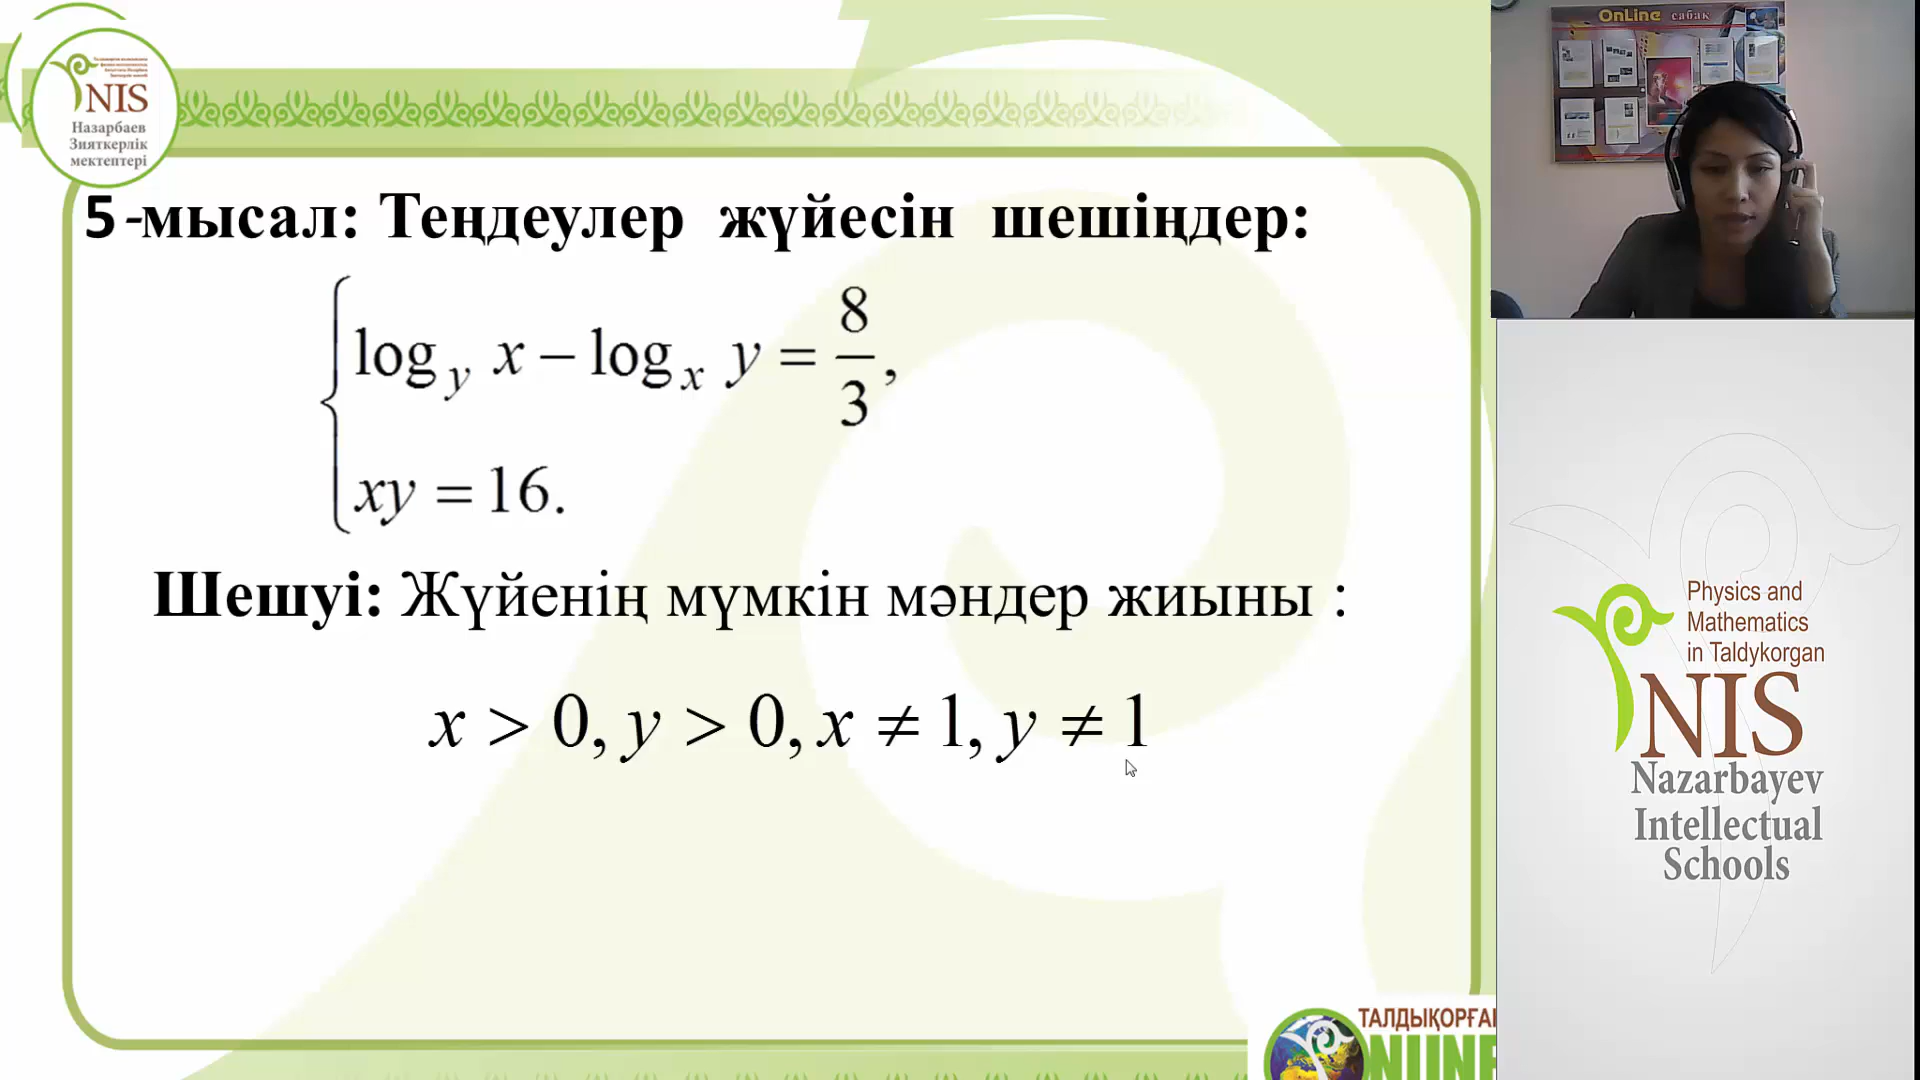 NIS
Назарбаев
Зияткерлік
мектептері
5-мысал: Теңдеулер жүйесін шешіңдер:
log_y x − log_x y = 8/3,
xy = 16.
Шешуі: Жүйенің мүмкін мәндер жиыны :
x > 0, y > 0, x ≠ 1, y ≠ 1
OnLine сабақ
Physics and
Mathematics
in Taldykorgan
NIS
Nazarbayev
Intellectual
Schools
ТАЛДЫҚОРҒА